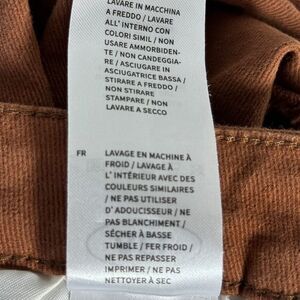 LAVARE IN MACCHINA
A FREDDO / LAVARE
ALL' INTERNO CON
COLORI SIMIL / NON
USARE AMMORBIDEN-
TE / NON CANDEGGIA-
RE / ASCIUGARE IN
ASCIUGATRICE BASSA /
STIRARE A FREDDO /
NON STIRARE
STAMPARE / NON
LAVARE A SECCO
FR LAVAGE EN MACHINE À
FROID / LAVAGE À
L' INTÉRIEUR AVEC DES
COULEURS SIMILAIRES
/ NE PAS UTILISER
D'ADOUCISSEUR / NE
PAS BLANCHIMENT /
SÉCHER À BASSE
TUMBLE / FER FROID /
NE PAS REPASSER
IMPRIMER / NE PAS
NETTOYER À SEC